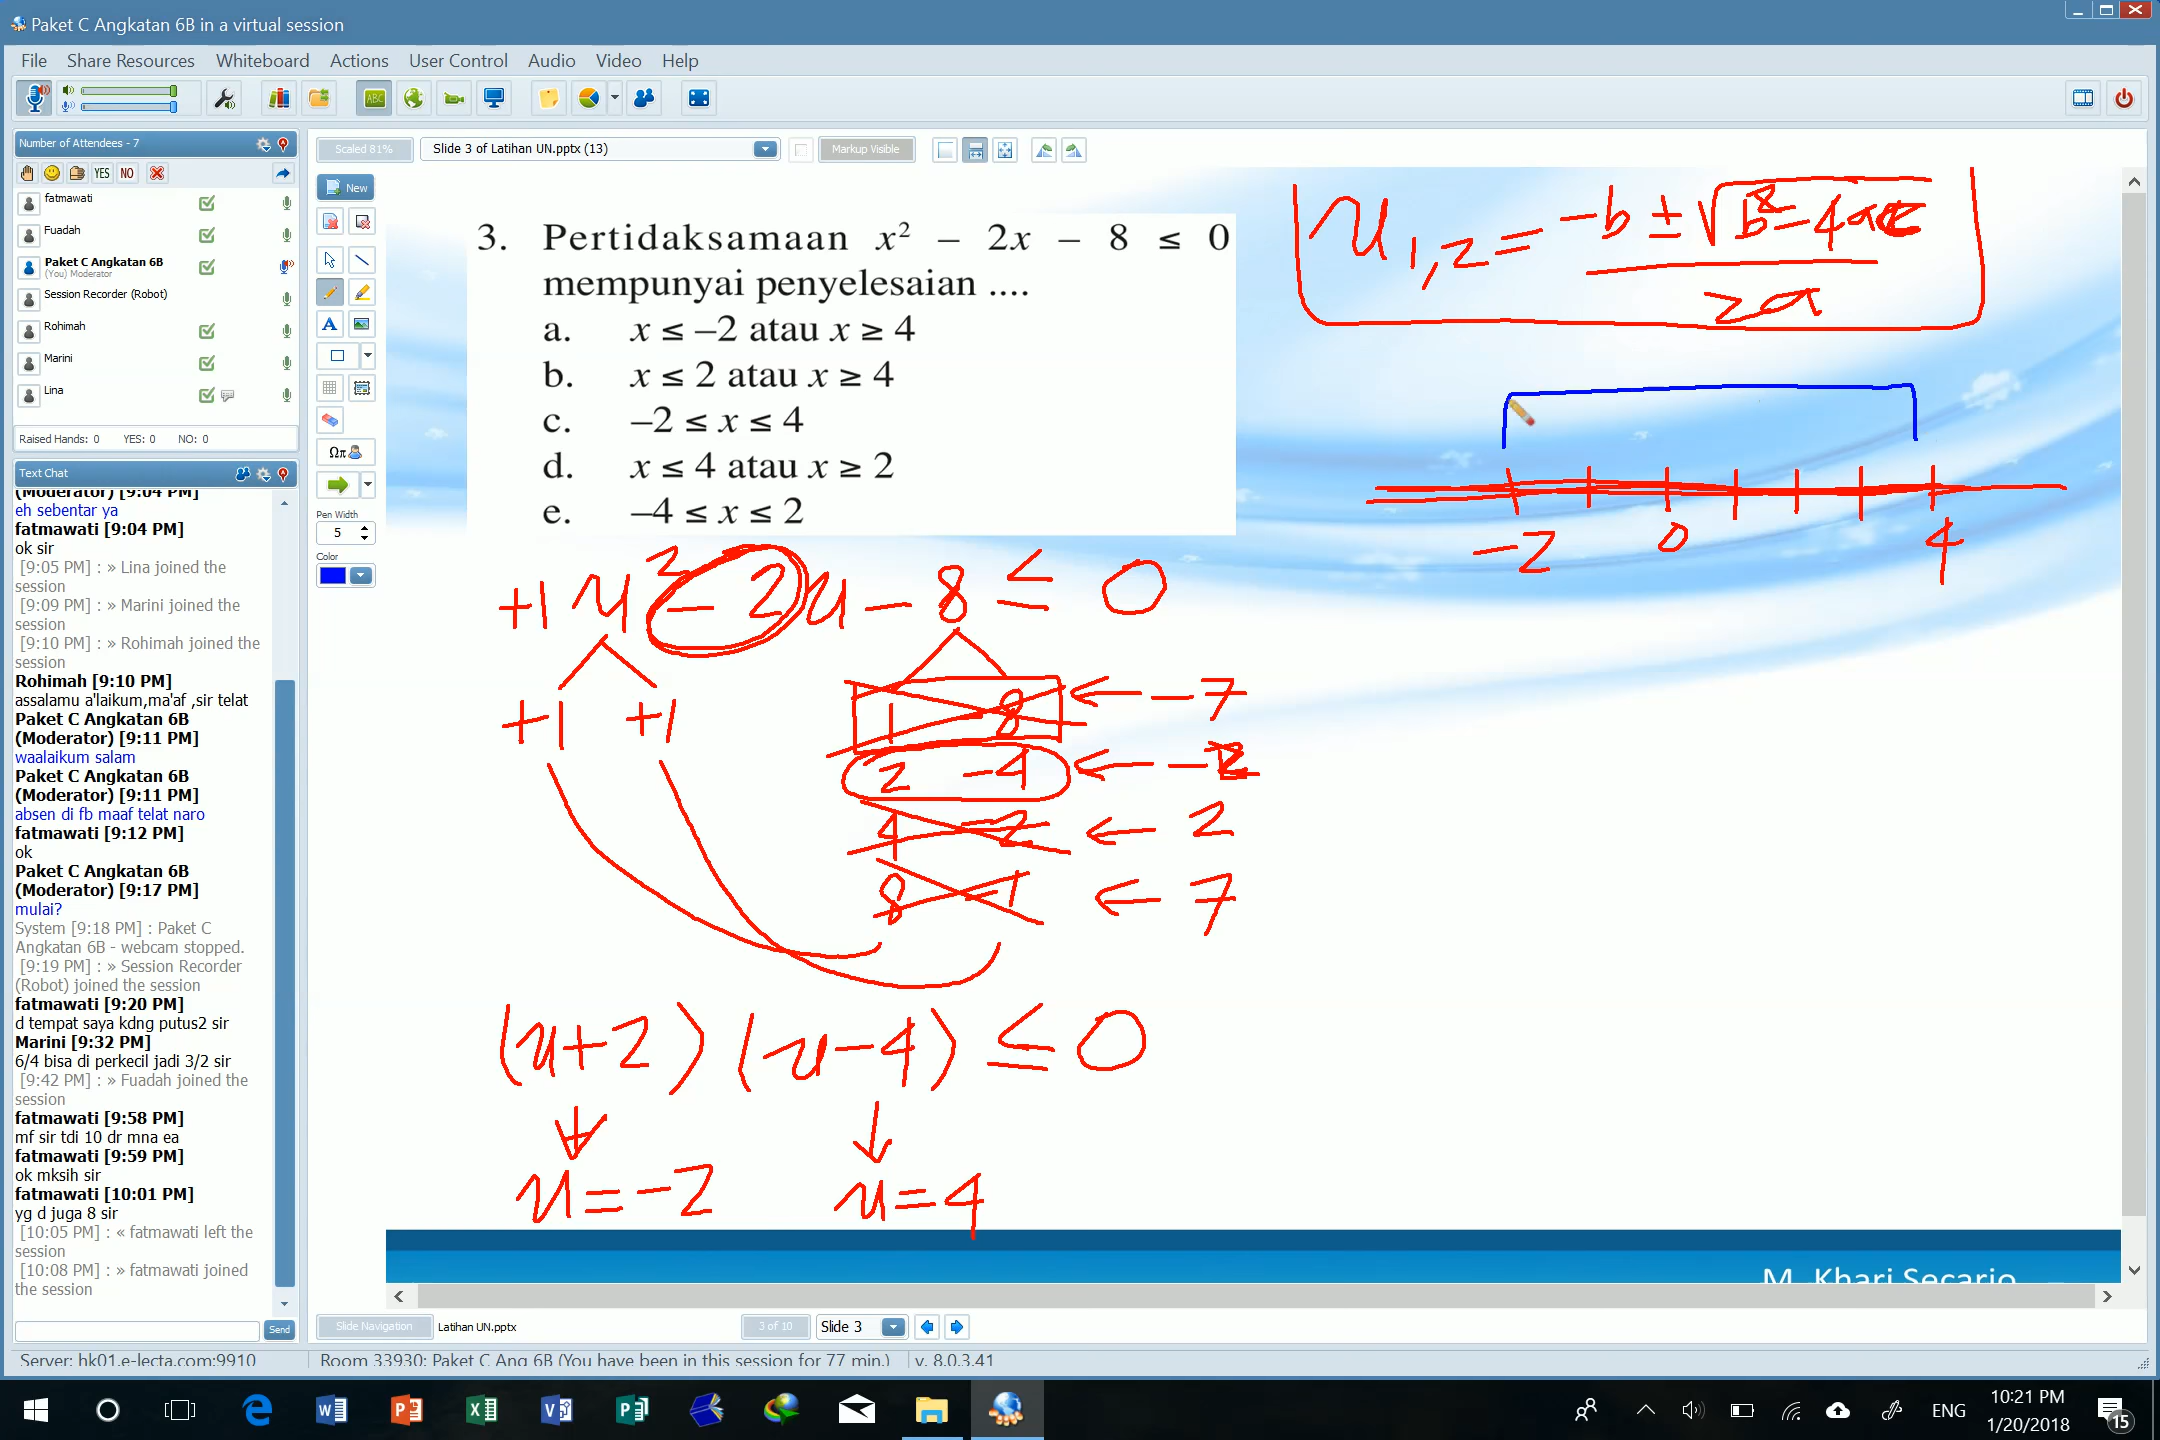 Paket C Angkatan 6B in a virtual session
File Share Resources Whiteboard Actions User Control Audio Video Help
Number of Attendees - 7
YES NO
fatmawati
Fuadah
Paket C Angkatan 6B
(You) Moderator
Session Recorder (Robot)
Rohimah
Marini
Lina
Raised Hands: 0 YES: 0 NO: 0
Text Chat
(Moderator) [9:04 PM]
eh sebentar ya
fatmawati [9:04 PM]
ok sir
[9:05 PM] : » Lina joined the
session
[9:09 PM] : » Marini joined the
session
[9:10 PM] : » Rohimah joined the
session
Rohimah [9:10 PM]
assalamu a'laikum,ma'af ,sir telat
Paket C Angkatan 6B
(Moderator) [9:11 PM]
waalaikum salam
Paket C Angkatan 6B
(Moderator) [9:11 PM]
absen di fb maaf telat naro
fatmawati [9:12 PM]
ok
Paket C Angkatan 6B
(Moderator) [9:17 PM]
mulai?
System [9:18 PM] : Paket C
Angkatan 6B - webcam stopped.
[9:19 PM] : » Session Recorder
(Robot) joined the session
fatmawati [9:20 PM]
d tempat saya kdng putus2 sir
Marini [9:32 PM]
6/4 bisa di perkecil jadi 3/2 sir
[9:42 PM] : » Fuadah joined the
session
fatmawati [9:58 PM]
mf sir tdi 10 dr mna ea
fatmawati [9:59 PM]
ok mksih sir
fatmawati [10:01 PM]
yg d juga 8 sir
[10:05 PM] : « fatmawati left the
session
[10:08 PM] : » fatmawati joined
the session
Send
Scaled 81%
Slide 3 of Latihan UN.pptx (13)
Markup Visible
New
A
Ωπ
Pen Width
5
Color
3. Pertidaksamaan x² – 2x – 8 ≤ 0
mempunyai penyelesaian ....
a. x ≤ –2 atau x ≥ 4
b. x ≤ 2 atau x ≥ 4
c. –2 ≤ x ≤ 4
d. x ≤ 4 atau x ≥ 2
e. –4 ≤ x ≤ 2
-2 0 4
+1x² - 2x - 8 ≤ 0
+1 +1
1 -8 ← -7
2 -4 ← -2
4 -2 ← 2
8 -1 ← 7
(x+2) (x-4) ≤ 0
x = -2 x = 4
M. Khari Secario
Slide Navigation Latihan UN.pptx 3 of 10 Slide 3
Server: hk01.e-lecta.com:9910 Room 33930: Paket C Ang 6B (You have been in this session for 77 min.) v. 8.0.3.41
ENG
10:21 PM
1/20/2018
15